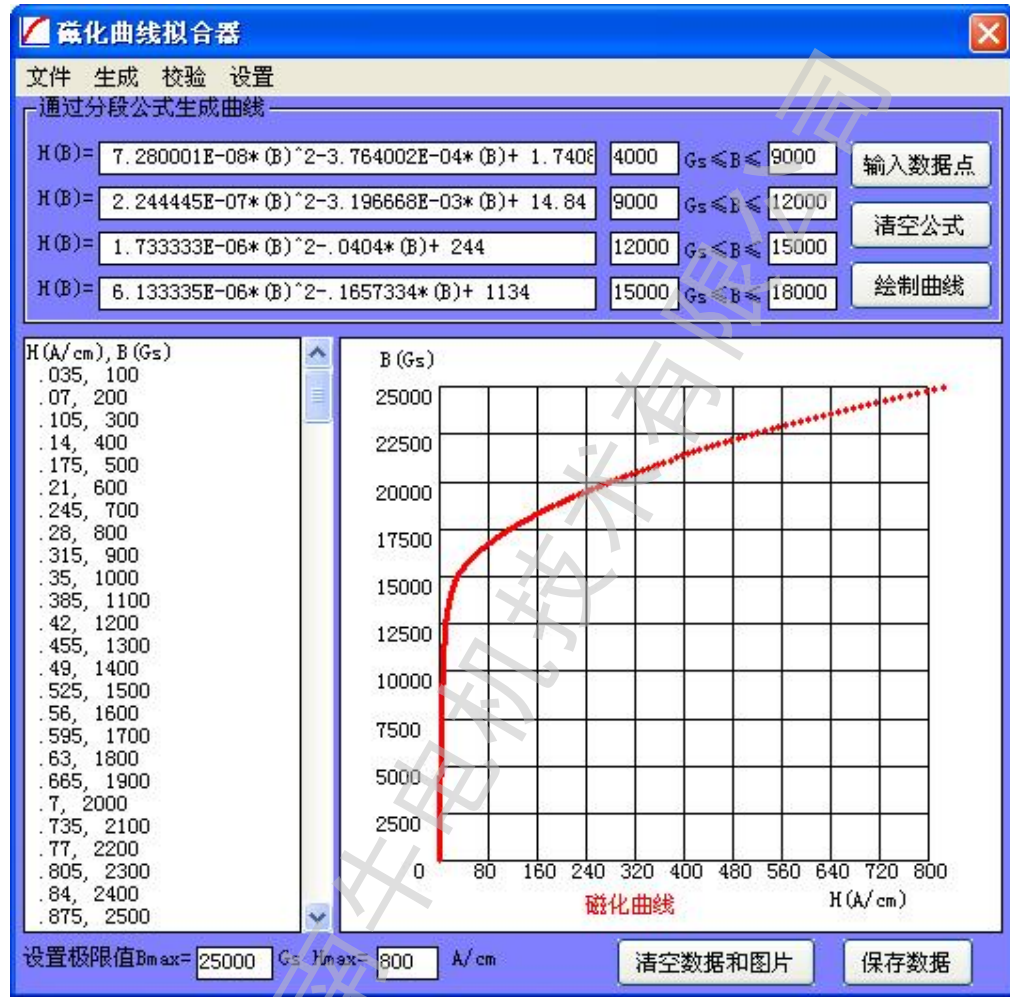 磁化曲线拟合器
文件 生成 校验 设置
通过分段公式生成曲线
H(B)= 7.280001E-08*(B)^2-3.764002E-04*(B)+ 1.7408 4000 Gs≤B≤ 9000 输入数据点
H(B)= 2.244445E-07*(B)^2-3.196668E-03*(B)+ 14.84 9000 Gs≤B≤ 12000 清空公式
H(B)= 1.733333E-06*(B)^2-.0404*(B)+ 244 12000 Gs≤B≤ 15000
H(B)= 6.133335E-06*(B)^2-.1657334*(B)+ 1134 15000 Gs≤B≤ 18000 绘制曲线
H(A/cm),B(Gs)
.035, 100
.07, 200
.105, 300
.14, 400
.175, 500
.21, 600
.245, 700
.28, 800
.315, 900
.35, 1000
.385, 1100
.42, 1200
.455, 1300
.49, 1400
.525, 1500
.56, 1600
.595, 1700
.63, 1800
.665, 1900
.7, 2000
.735, 2100
.77, 2200
.805, 2300
.84, 2400
.875, 2500
B(Gs)
25000
22500
20000
17500
15000
12500
10000
7500
5000
2500
0 80 160 240 320 400 480 560 640 720 800
磁化曲线 H(A/cm)
设置极限值Bmax= 25000 Gs Hmax= 800 A/cm 清空数据和图片 保存数据
牛电机技术有限公司